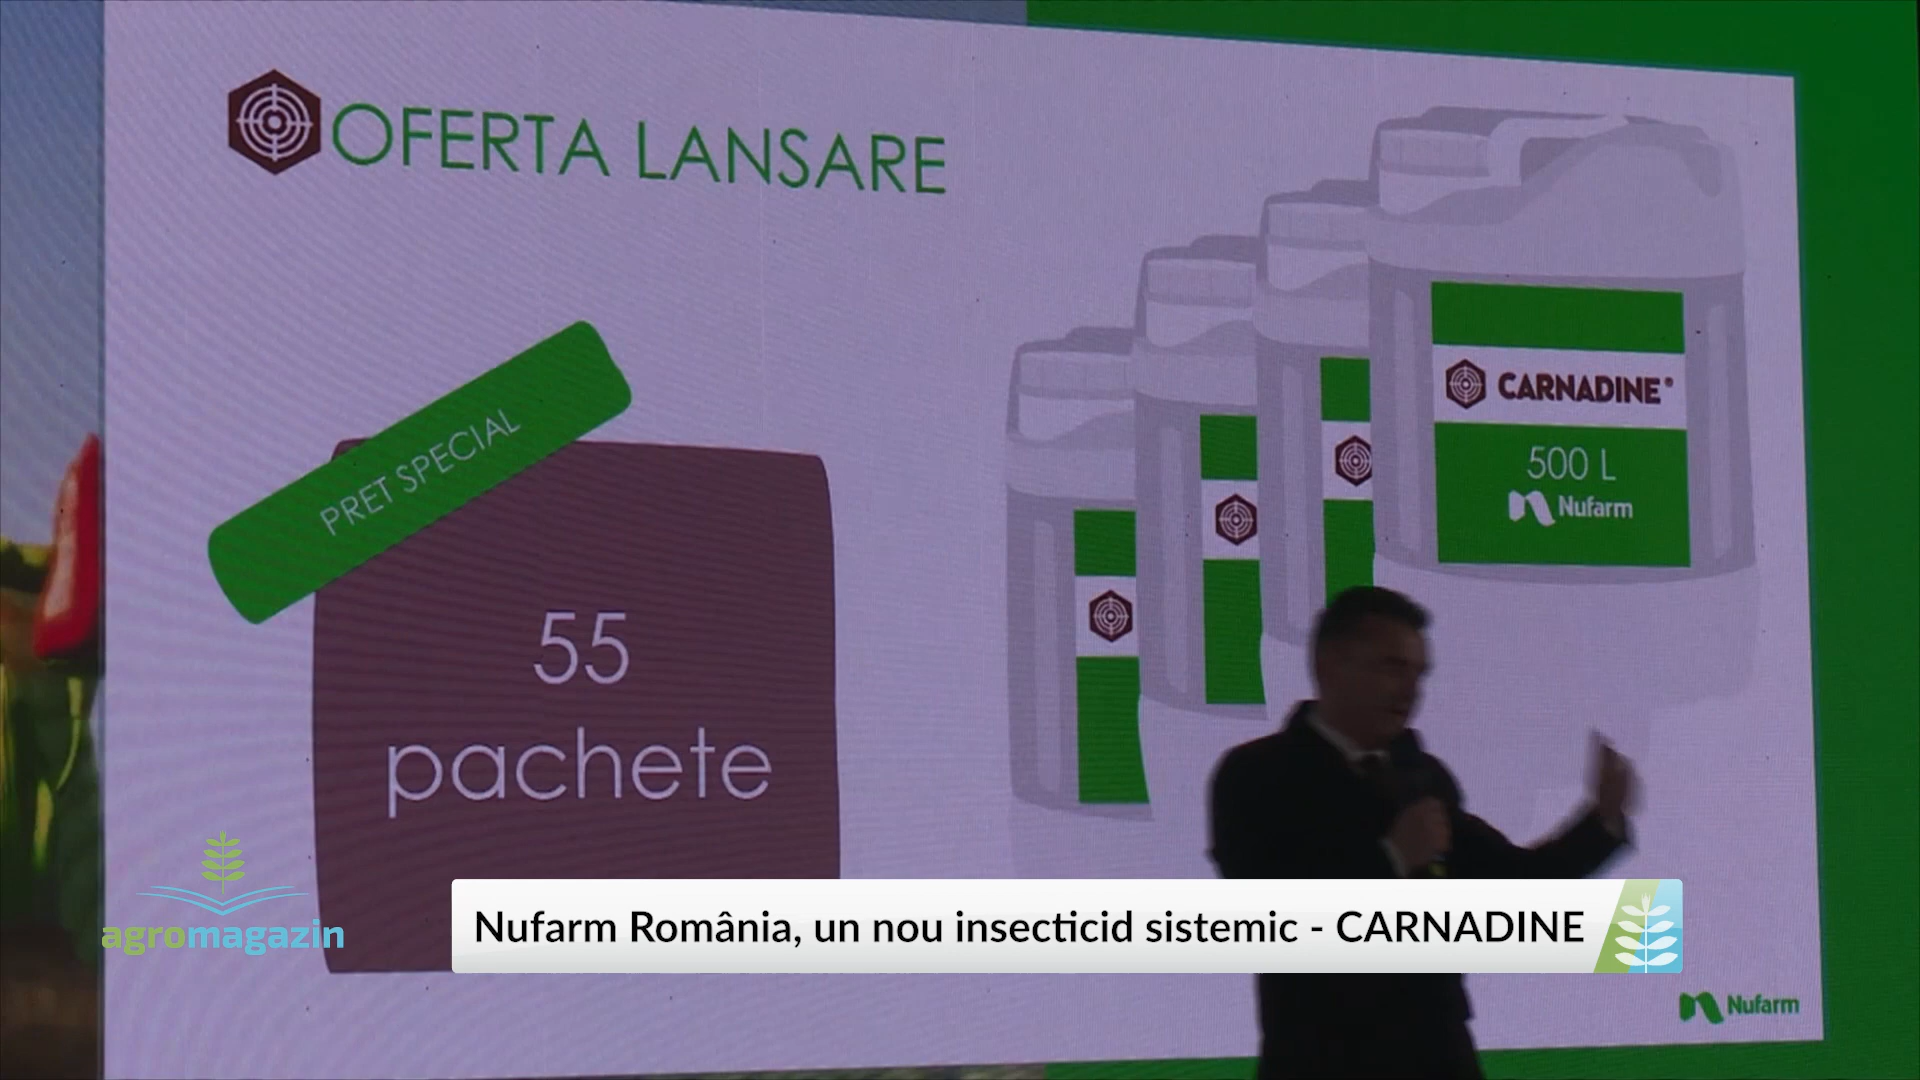 OFERTA LANSARE
PRET SPECIAL
55
pachete
CARNADINE®
500 L
Nufarm
agromagazin
Nufarm România, un nou insecticid sistemic - CARNADINE
Nufarm